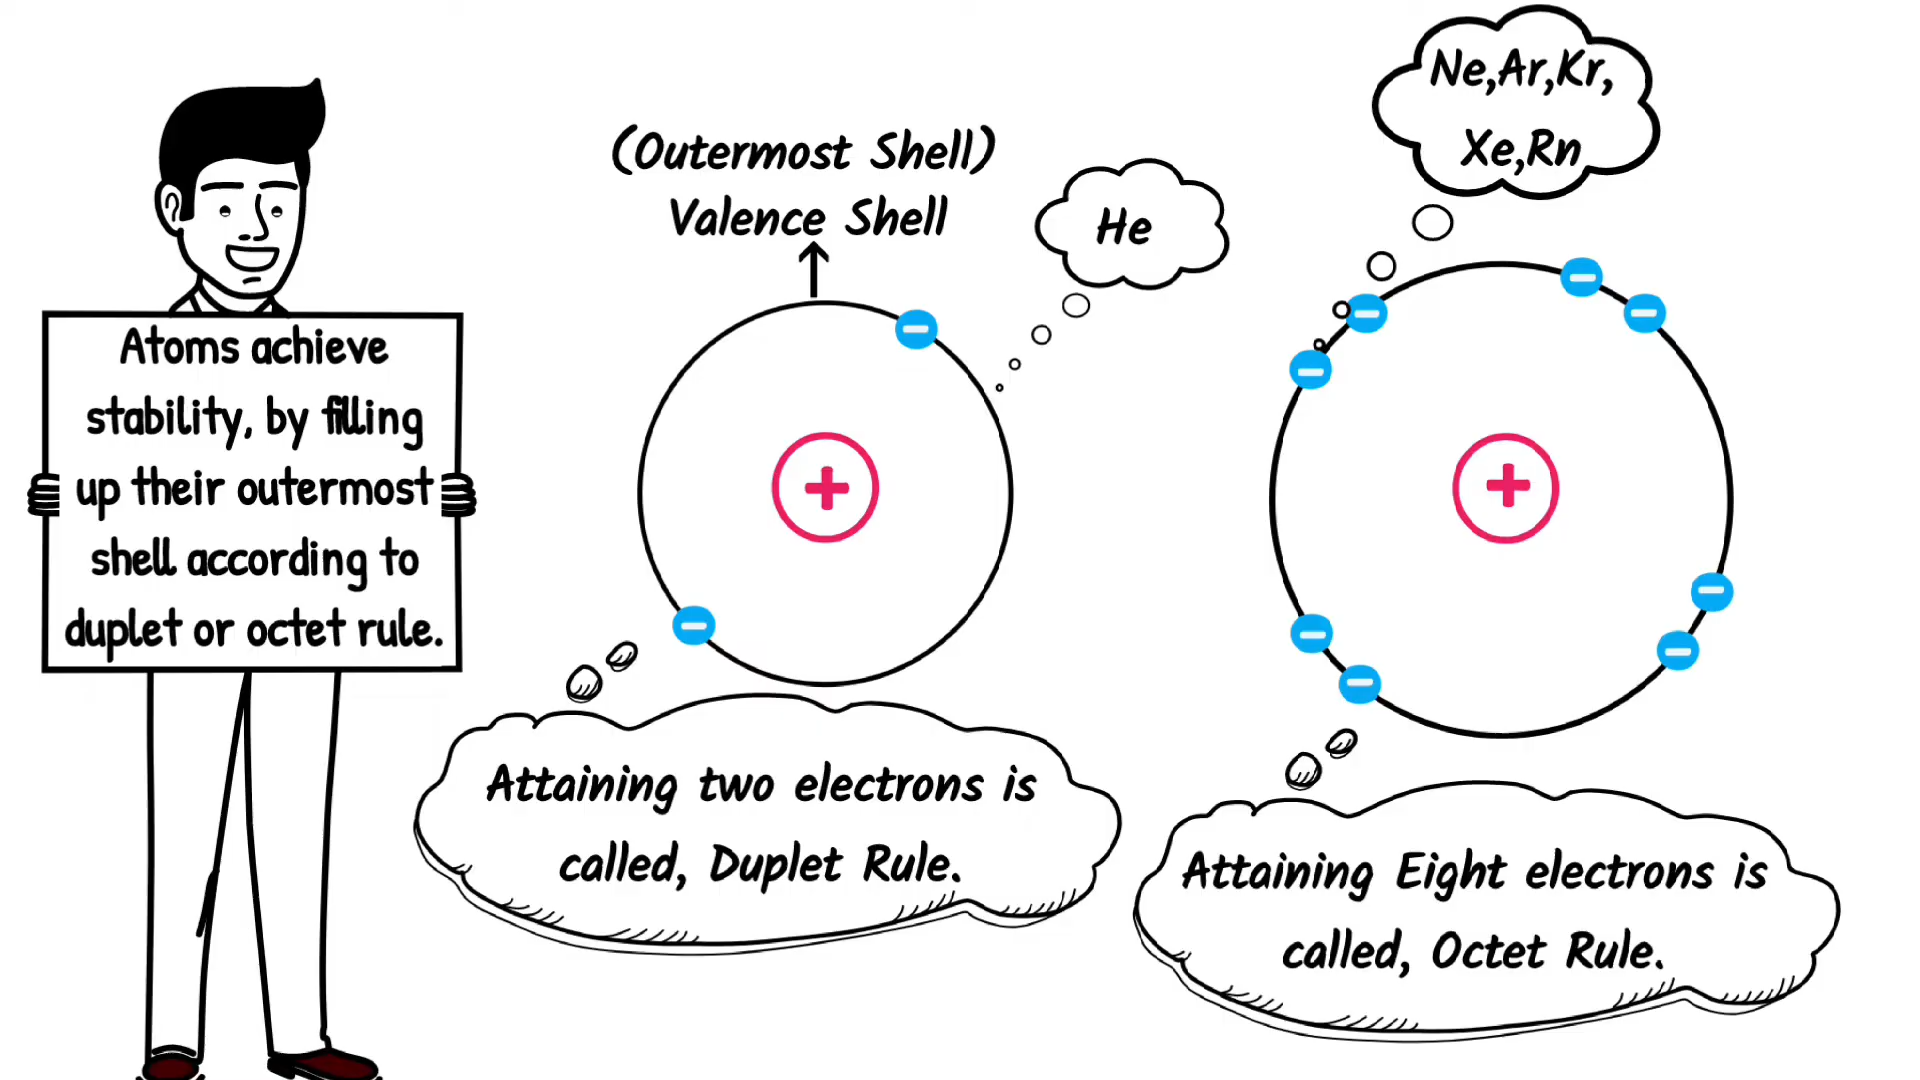 Atoms achieve
stability, by filling
up their outermost
shell according to
duplet or octet rule.
(Outermost Shell)
Valence Shell
He
Ne,Ar,Kr,
Xe,Rn
Attaining two electrons is
called, Duplet Rule.
Attaining Eight electrons is
called, Octet Rule.